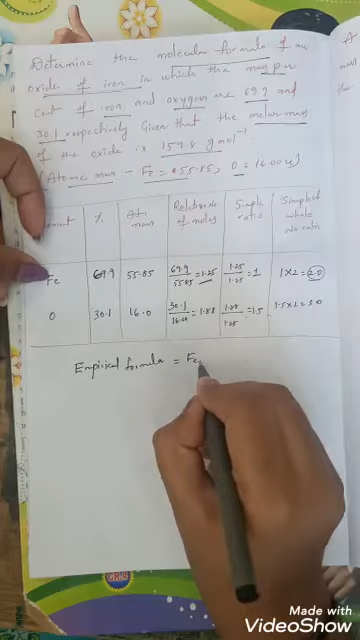 Determine the molecular formula of an
oxide of iron in which the mass per
cent of iron and oxygen are 69.9 and
30.1 respectively Given that the molar mass
of the oxide is 159.8 g mol⁻¹
(Atomic mass - Fe = 55.85, O = 16.00 u)
% At. mass Relative no of moles Simple ratio Simplest whole no. ratio
Fe 69.9 55.85 69.9/55.85 = 1.25 1.25/1.25 = 1 1×2 = 2.0
O 30.1 16.0 30.1/16.00 = 1.88 1.88/1.25 = 1.5 1.5×2 = 3.0
Empirical formula = Fe
Made with
VideoShow